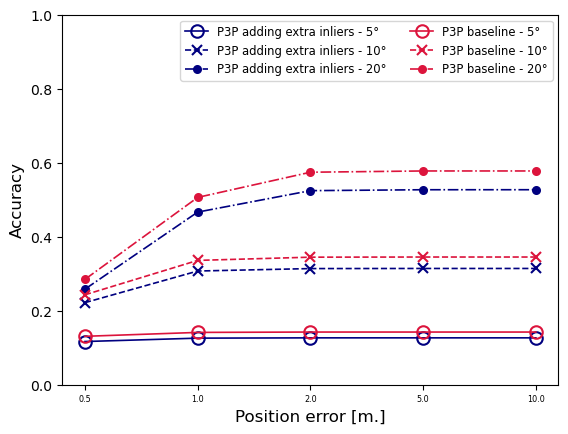 1.0
0.8
0.6
0.4
0.2
0.0
Accuracy
P3P adding extra inliers - 5°
P3P adding extra inliers - 10°
P3P adding extra inliers - 20°
P3P baseline - 5°
P3P baseline - 10°
P3P baseline - 20°
0.5 1.0 2.0 5.0 10.0
Position error [m.]